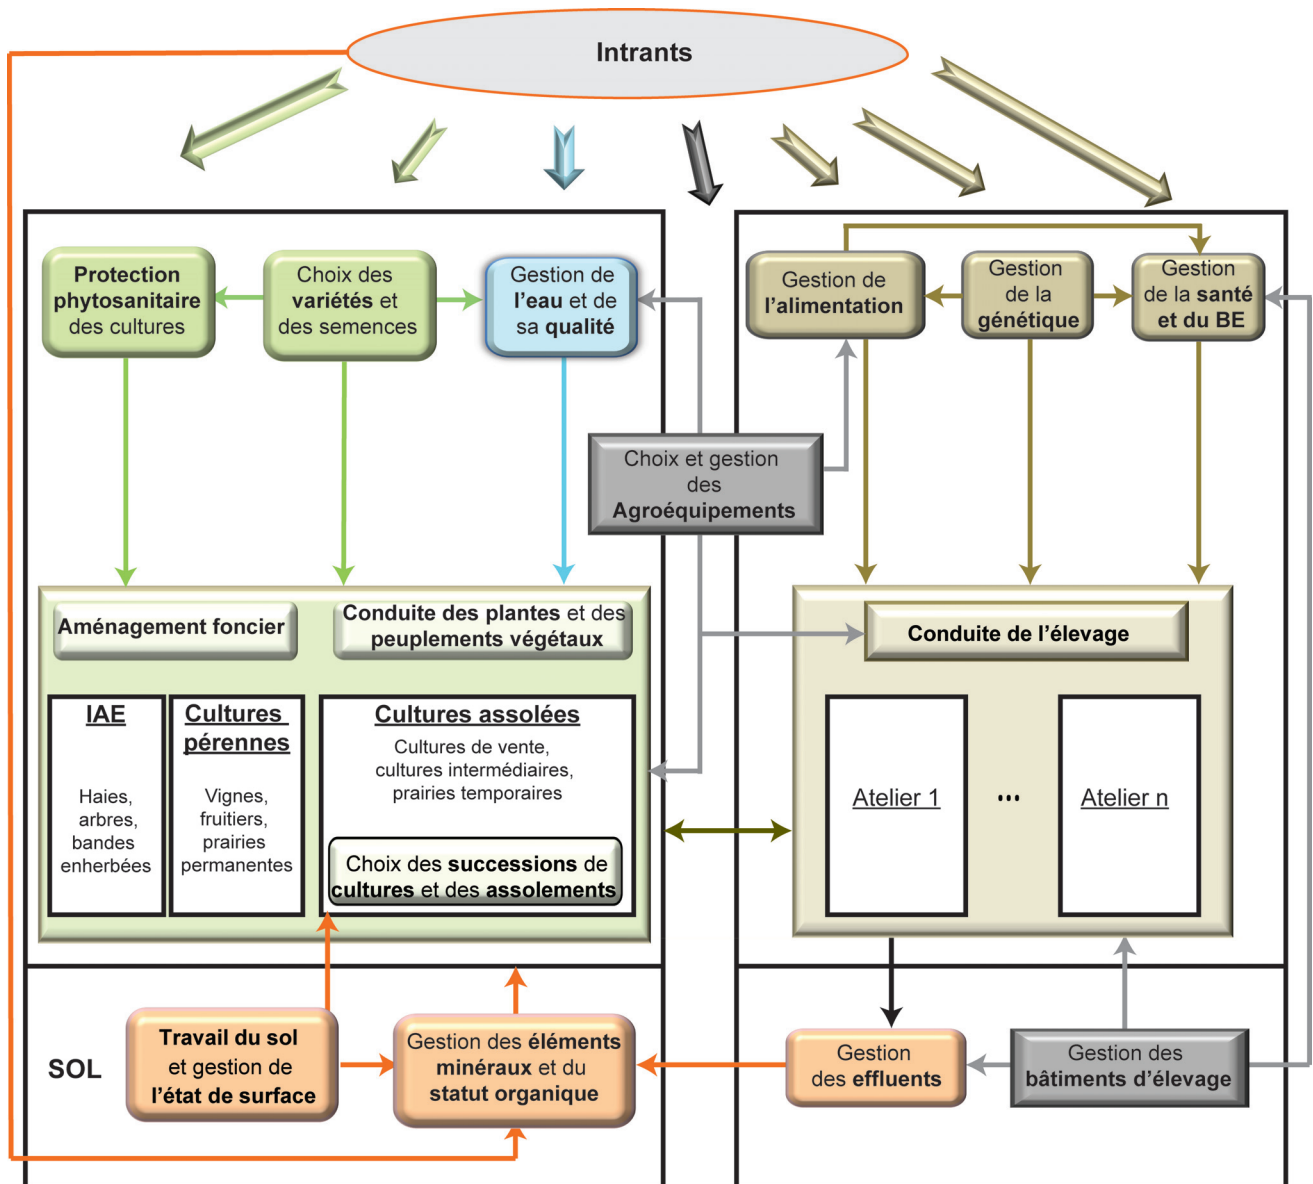 Intrants
Protection
phytosanitaire
des cultures
Choix des
variétés et
des semences
Gestion de
l'eau et de
sa qualité
Gestion de
l'alimentation
Gestion
de la
génétique
Gestion
de la santé
et du BE
Choix et gestion
des
Agroéquipements
Aménagement foncier
Conduite des plantes et des
peuplements végétaux
Conduite de l'élevage
IAE
Haies,
arbres,
bandes
enherbées
Cultures
pérennes
Vignes,
fruitiers,
prairies
permanentes
Cultures assolées
Cultures de vente,
cultures intermédiaires,
prairies temporaires
Choix des successions de
cultures et des assolements
Atelier 1
...
Atelier n
SOL
Travail du sol
et gestion de
l'état de surface
Gestion des éléments
minéraux et du
statut organique
Gestion
des effluents
Gestion des
bâtiments d'élevage